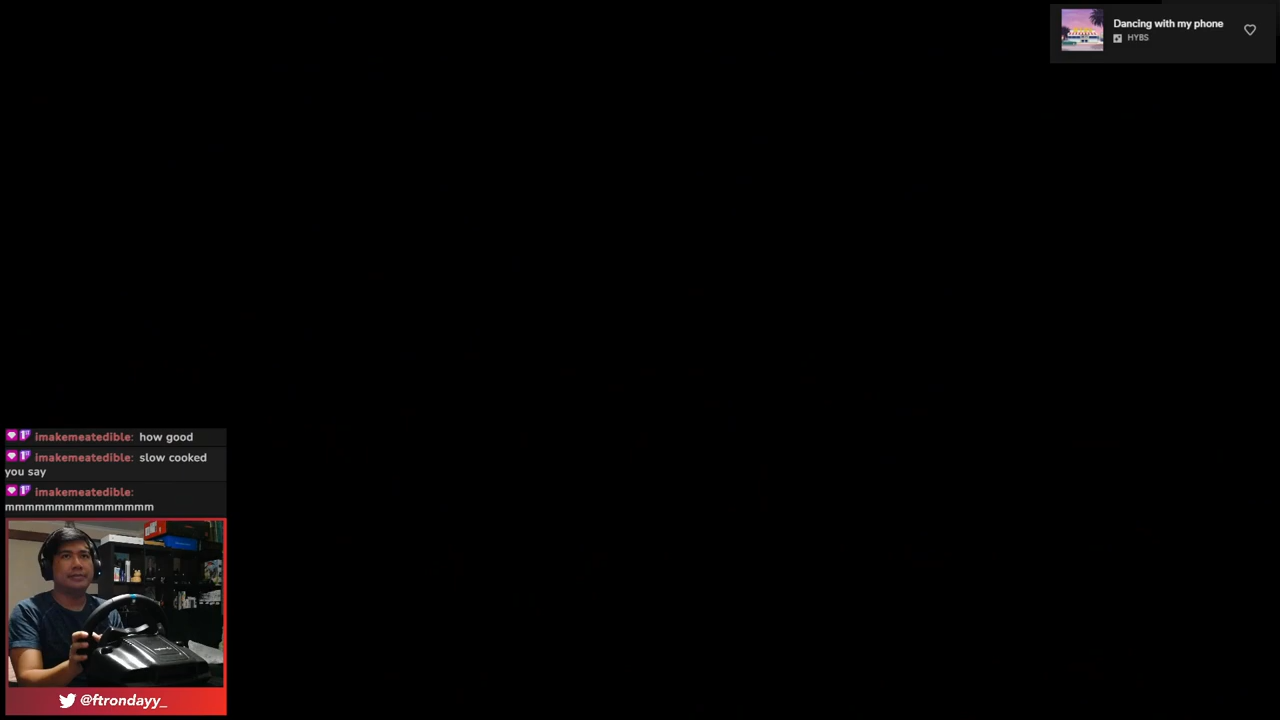 Dancing with my phone
HYBS
imakemeatedible: how good
imakemeatedible: slow cooked
you say
imakemeatedible:
mmmmmmmmmmmmmmm
@ftrondayy_